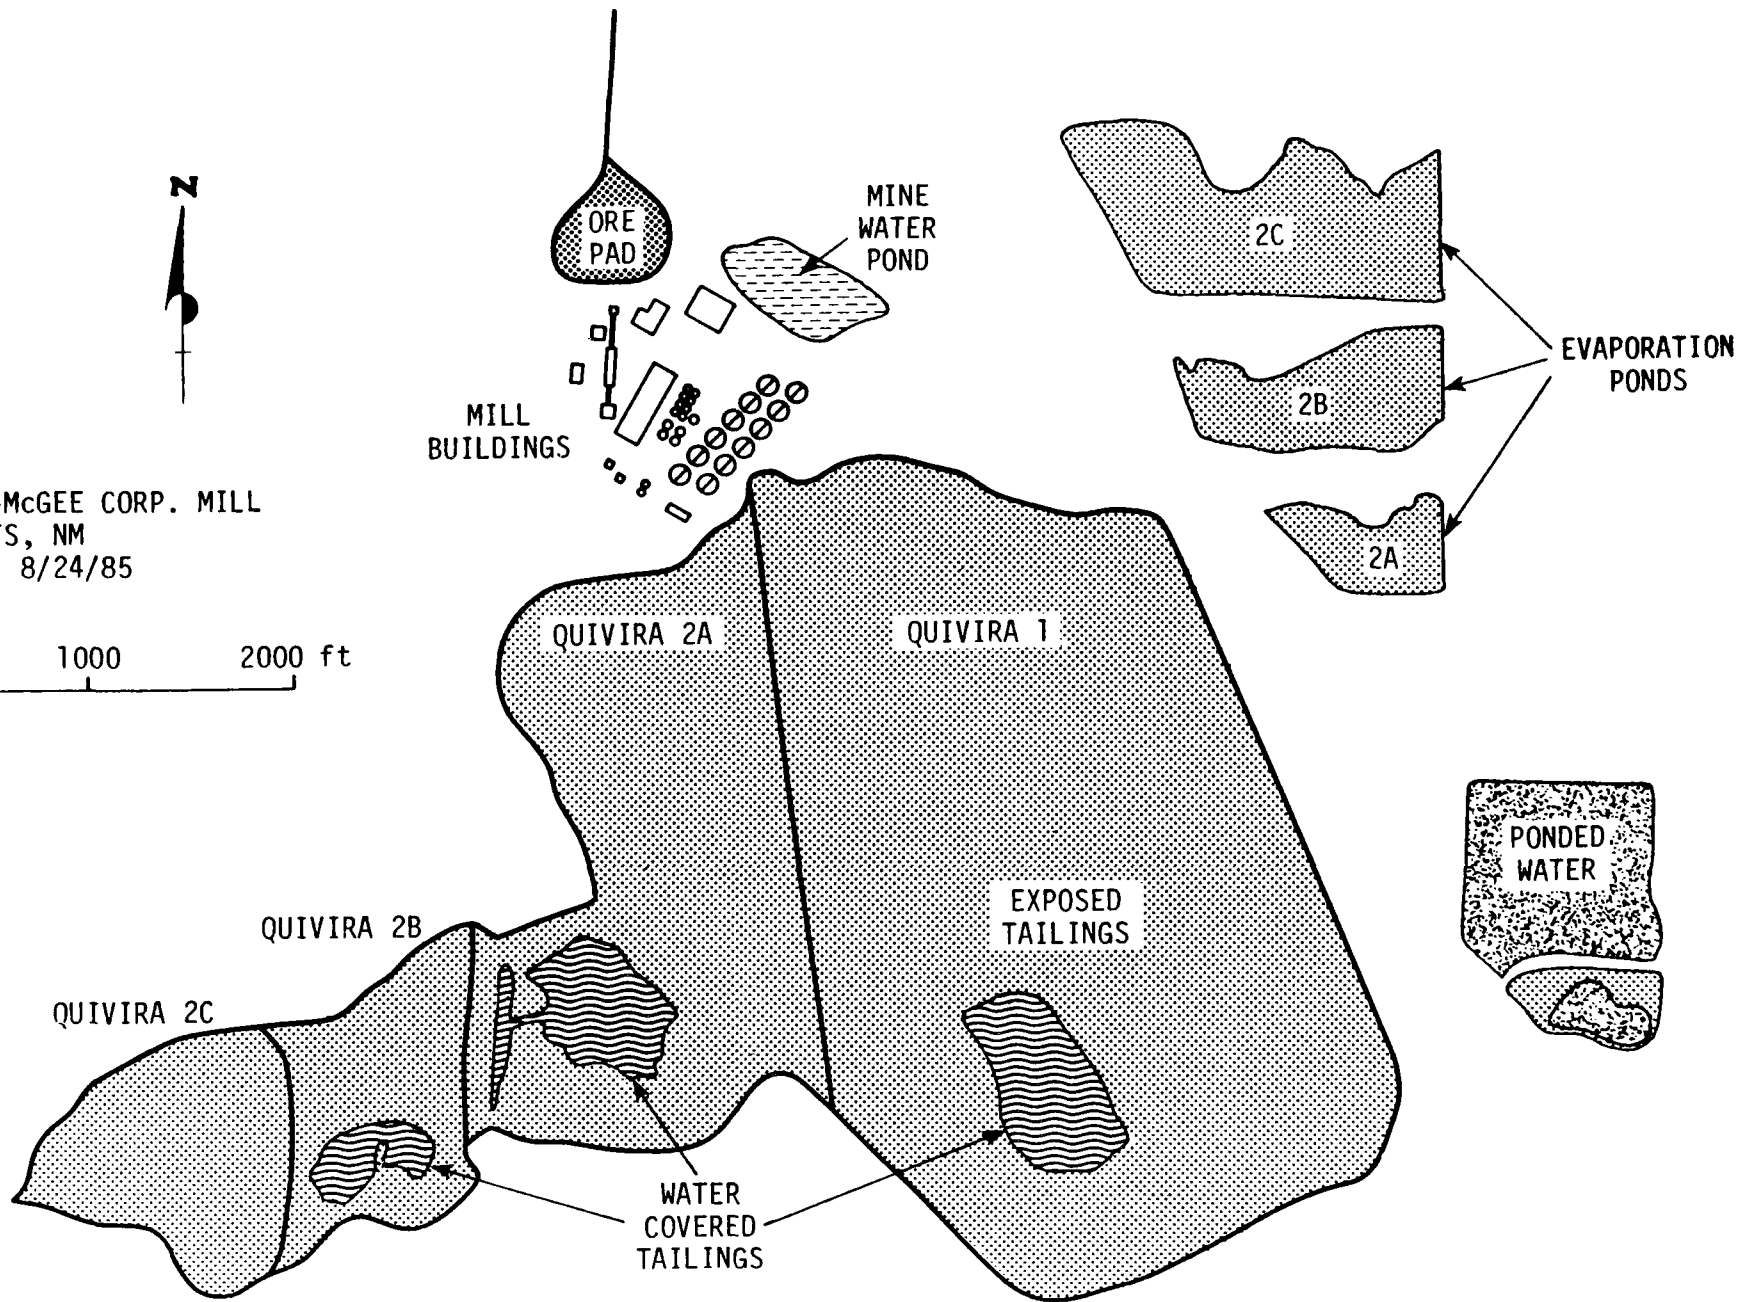 N
ORE
PAD
MINE
WATER
POND
2C
EVAPORATION
PONDS
2B
MILL
BUILDINGS
McGEE CORP. MILL
S, NM
8/24/85
2A
1000 2000 ft
QUIVIRA 2A
QUIVIRA 1
PONDED
WATER
EXPOSED
TAILINGS
QUIVIRA 2B
QUIVIRA 2C
WATER
COVERED
TAILINGS